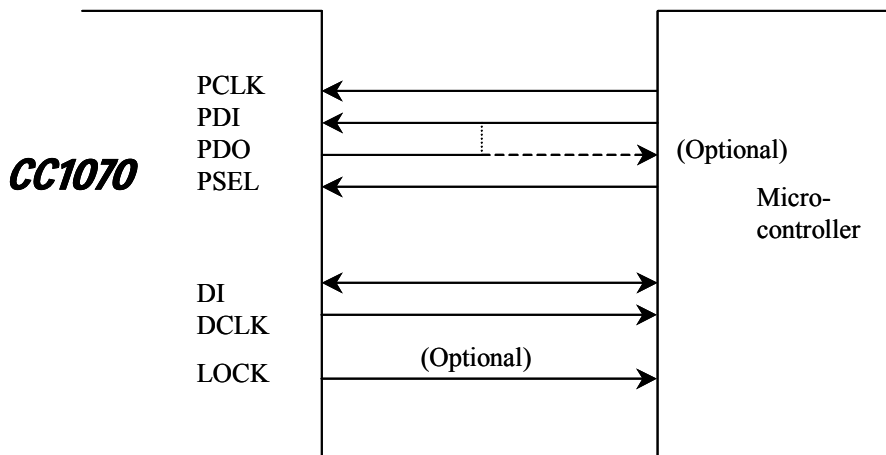 PCLK
PDI
PDO
(Optional)
CC1070
PSEL
Micro-
controller
DI
DCLK
LOCK
(Optional)